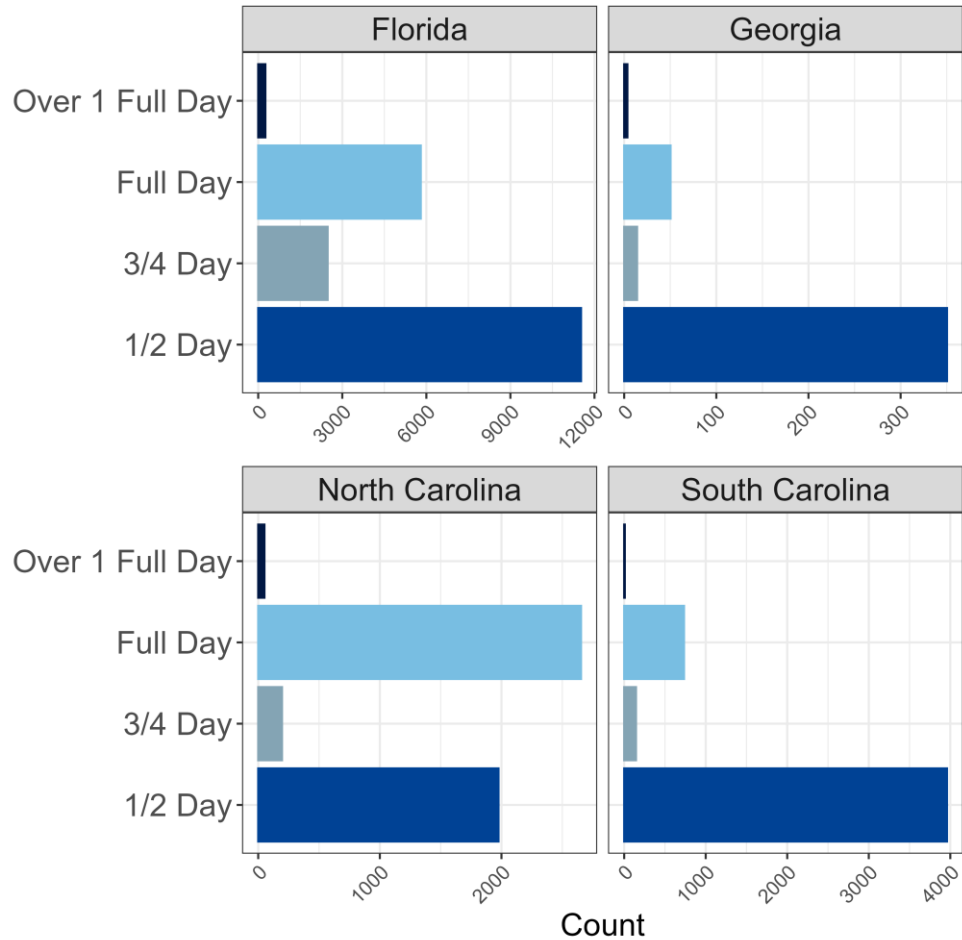 Florida
Georgia
Over 1 Full Day
Full Day
3/4 Day
1/2 Day
0 3000 6000 9000 12000
0 100 200 300
North Carolina
South Carolina
Over 1 Full Day
Full Day
3/4 Day
1/2 Day
0 1000 2000
0 1000 2000 3000 4000
Count